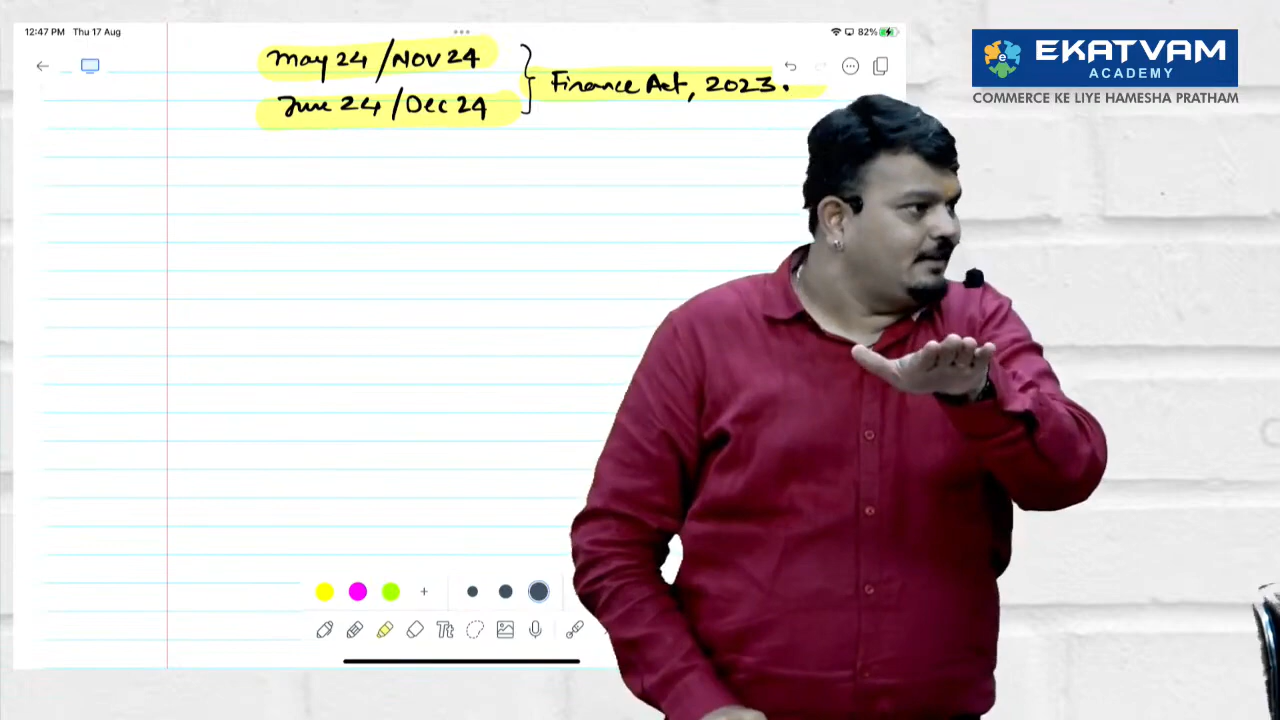 12:47 PM Thu 17 Aug
82%
May 24 / Nov 24
June 24 / Dec 24
Finance Act, 2023.
Tt
EKATVAM
ACADEMY
COMMERCE KE LIYE HAMESHA PRATHAM